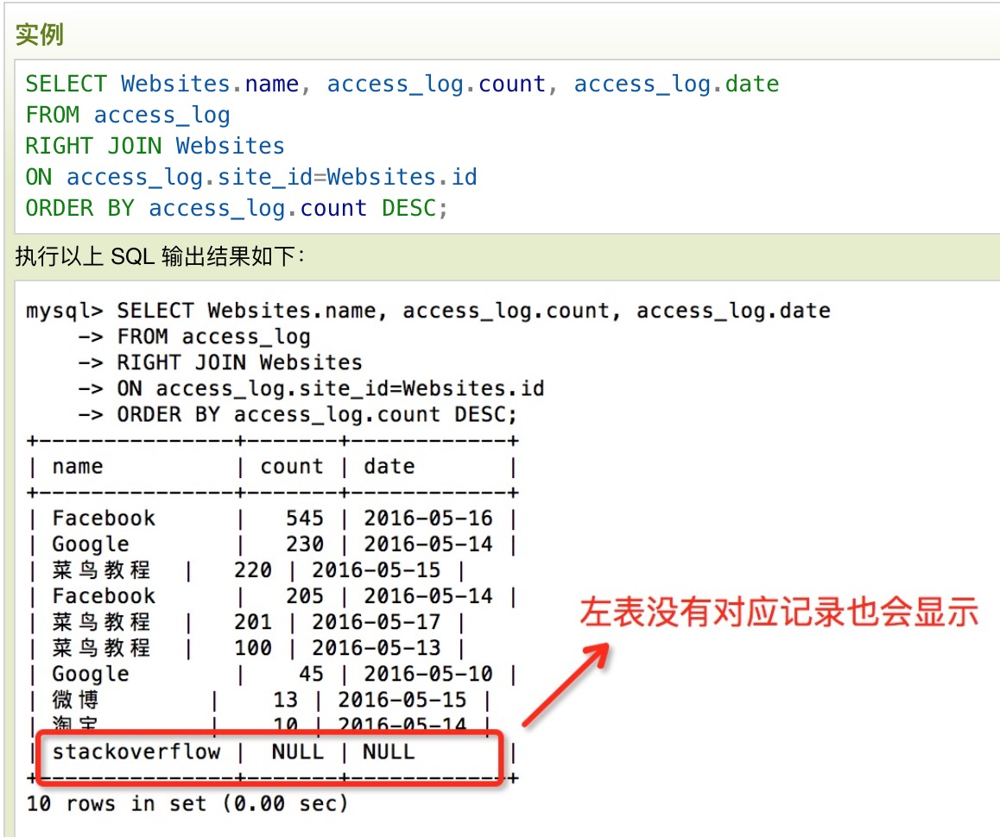 实例
SELECT Websites.name, access_log.count, access_log.date
FROM access_log
RIGHT JOIN Websites
ON access_log.site_id=Websites.id
ORDER BY access_log.count DESC;
执行以上 SQL 输出结果如下：
mysql> SELECT Websites.name, access_log.count, access_log.date
    -> FROM access_log
    -> RIGHT JOIN Websites
    -> ON access_log.site_id=Websites.id
    -> ORDER BY access_log.count DESC;
+---------------+-------+------------+
| name          | count | date       |
+---------------+-------+------------+
| Facebook      |   545 | 2016-05-16 |
| Google        |   230 | 2016-05-14 |
| 菜鸟教程  |   220 | 2016-05-15 |
| Facebook      |   205 | 2016-05-14 |
| 菜鸟教程  |   201 | 2016-05-17 |
| 菜鸟教程  |   100 | 2016-05-13 |
| Google        |    45 | 2016-05-10 |
| 微博        |    13 | 2016-05-15 |
| 淘宝        |    10 | 2016-05-14 |
| stackoverflow |  NULL | NULL       |
+---------------+-------+------------+
10 rows in set (0.00 sec)
左表没有对应记录也会显示